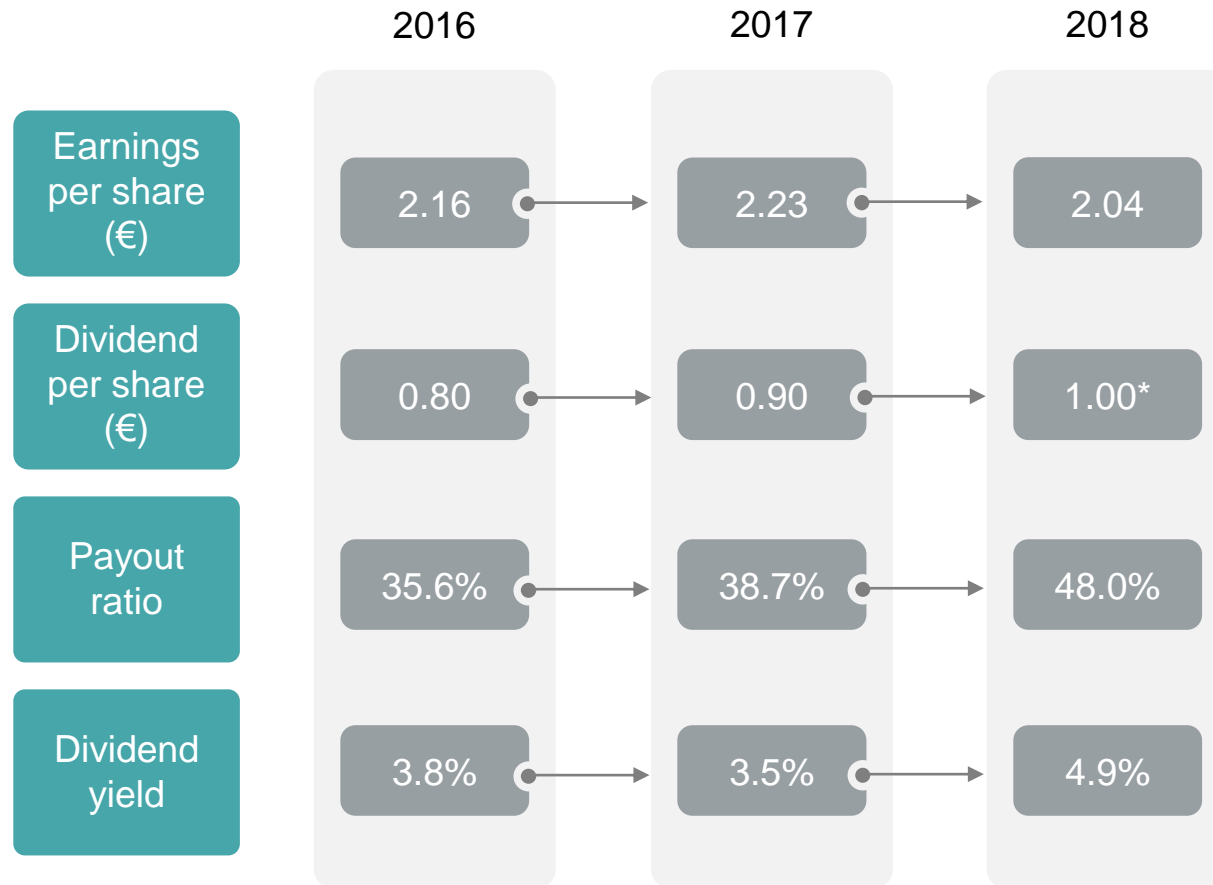 2016 2017 2018
Earnings
per share
(€)
2.16 2.23 2.04
Dividend
per share
(€)
0.80 0.90 1.00*
Payout
ratio
35.6% 38.7% 48.0%
Dividend
yield
3.8% 3.5% 4.9%